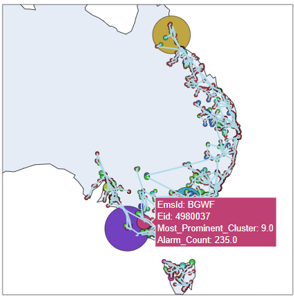 EmsId: BGWF
Eid: 4980037
Most_Prominent_Cluster: 9.0
Alarm_Count: 235.0